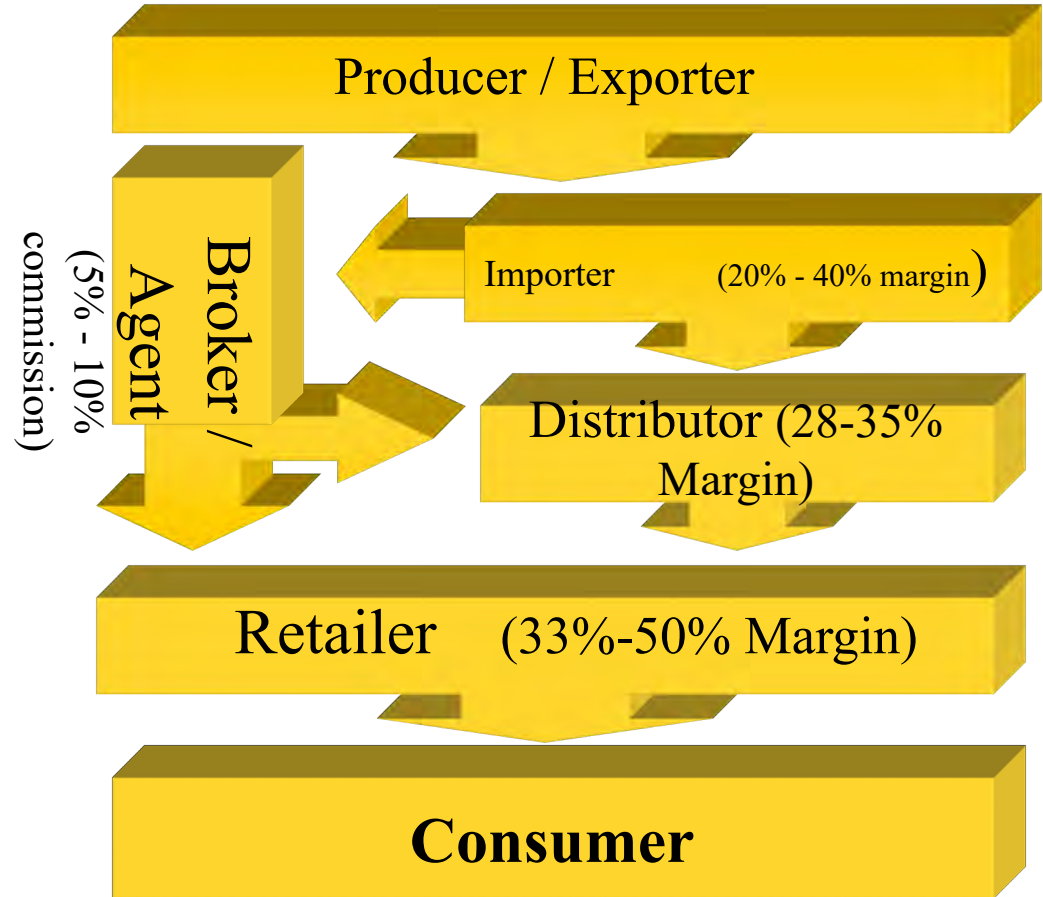 Producer / Exporter
Broker /
Agent
(5% - 10%
commission)
Importer (20% - 40% margin)
Distributor (28-35%
Margin)
Retailer (33%-50% Margin)
Consumer